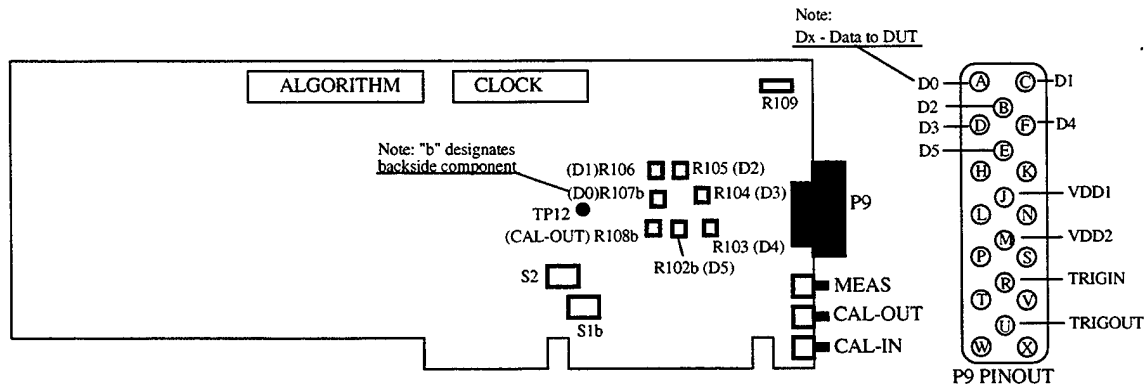 Note:
Dx - Data to DUT
ALGORITHM
CLOCK
R109
Note: "b" designates
backside component
(D1)R106
R105 (D2)
(D0)R107b
R104 (D3)
TP12
(CAL-OUT) R108b
R103 (D4)
R102b (D5)
S2
S1b
P9
MEAS
CAL-OUT
CAL-IN
D0 A C D1
D2 B
D3 D F D4
D5 E
H K
J VDD1
L N
M VDD2
P S
R TRIGIN
T V
U TRIGOUT
W X
P9 PINOUT